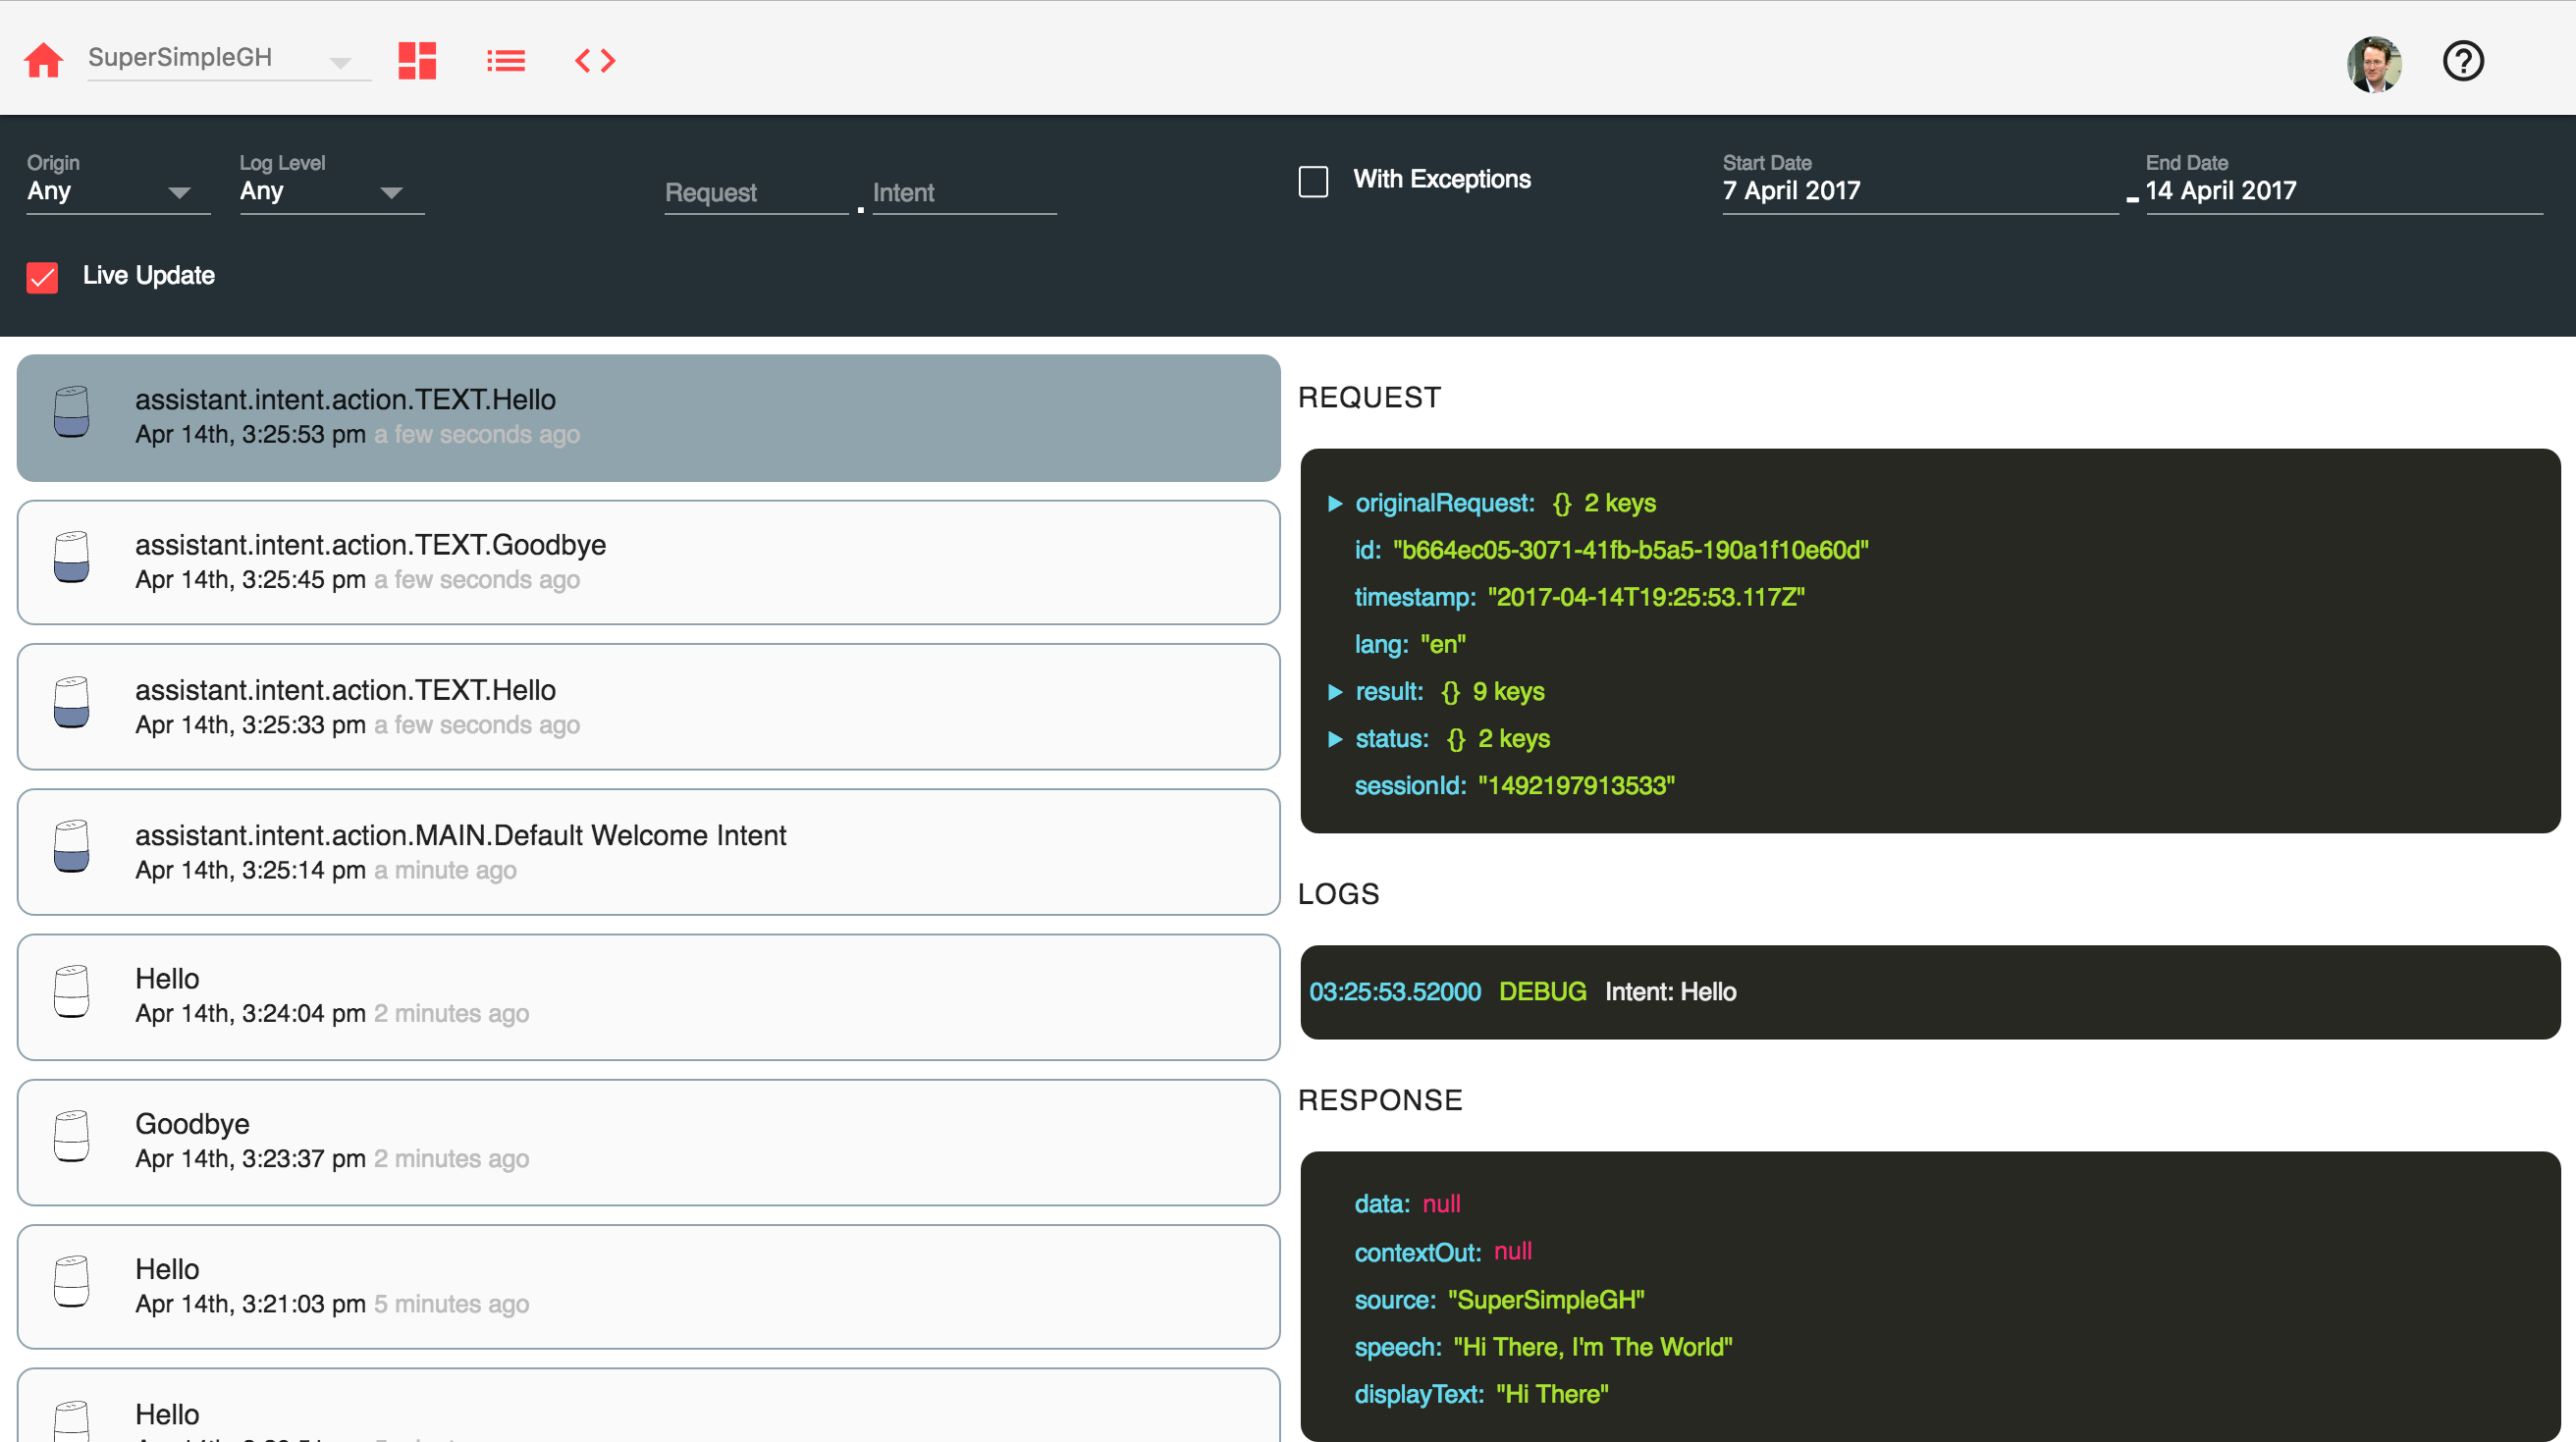 SuperSimpleGH
Origin
Any
Log Level
Any
Request . Intent
With Exceptions
Start Date
7 April 2017
-
End Date
14 April 2017
Live Update
assistant.intent.action.TEXT.Hello
Apr 14th, 3:25:53 pm a few seconds ago
assistant.intent.action.TEXT.Goodbye
Apr 14th, 3:25:45 pm a few seconds ago
assistant.intent.action.TEXT.Hello
Apr 14th, 3:25:33 pm a few seconds ago
assistant.intent.action.MAIN.Default Welcome Intent
Apr 14th, 3:25:14 pm a minute ago
Hello
Apr 14th, 3:24:04 pm 2 minutes ago
Goodbye
Apr 14th, 3:23:37 pm 2 minutes ago
Hello
Apr 14th, 3:21:03 pm 5 minutes ago
Hello
REQUEST
originalRequest: {} 2 keys
id: "b664ec05-3071-41fb-b5a5-190a1f10e60d"
timestamp: "2017-04-14T19:25:53.117Z"
lang: "en"
result: {} 9 keys
status: {} 2 keys
sessionId: "1492197913533"
LOGS
03:25:53.52000 DEBUG Intent: Hello
RESPONSE
data: null
contextOut: null
source: "SuperSimpleGH"
speech: "Hi There, I'm The World"
displayText: "Hi There"